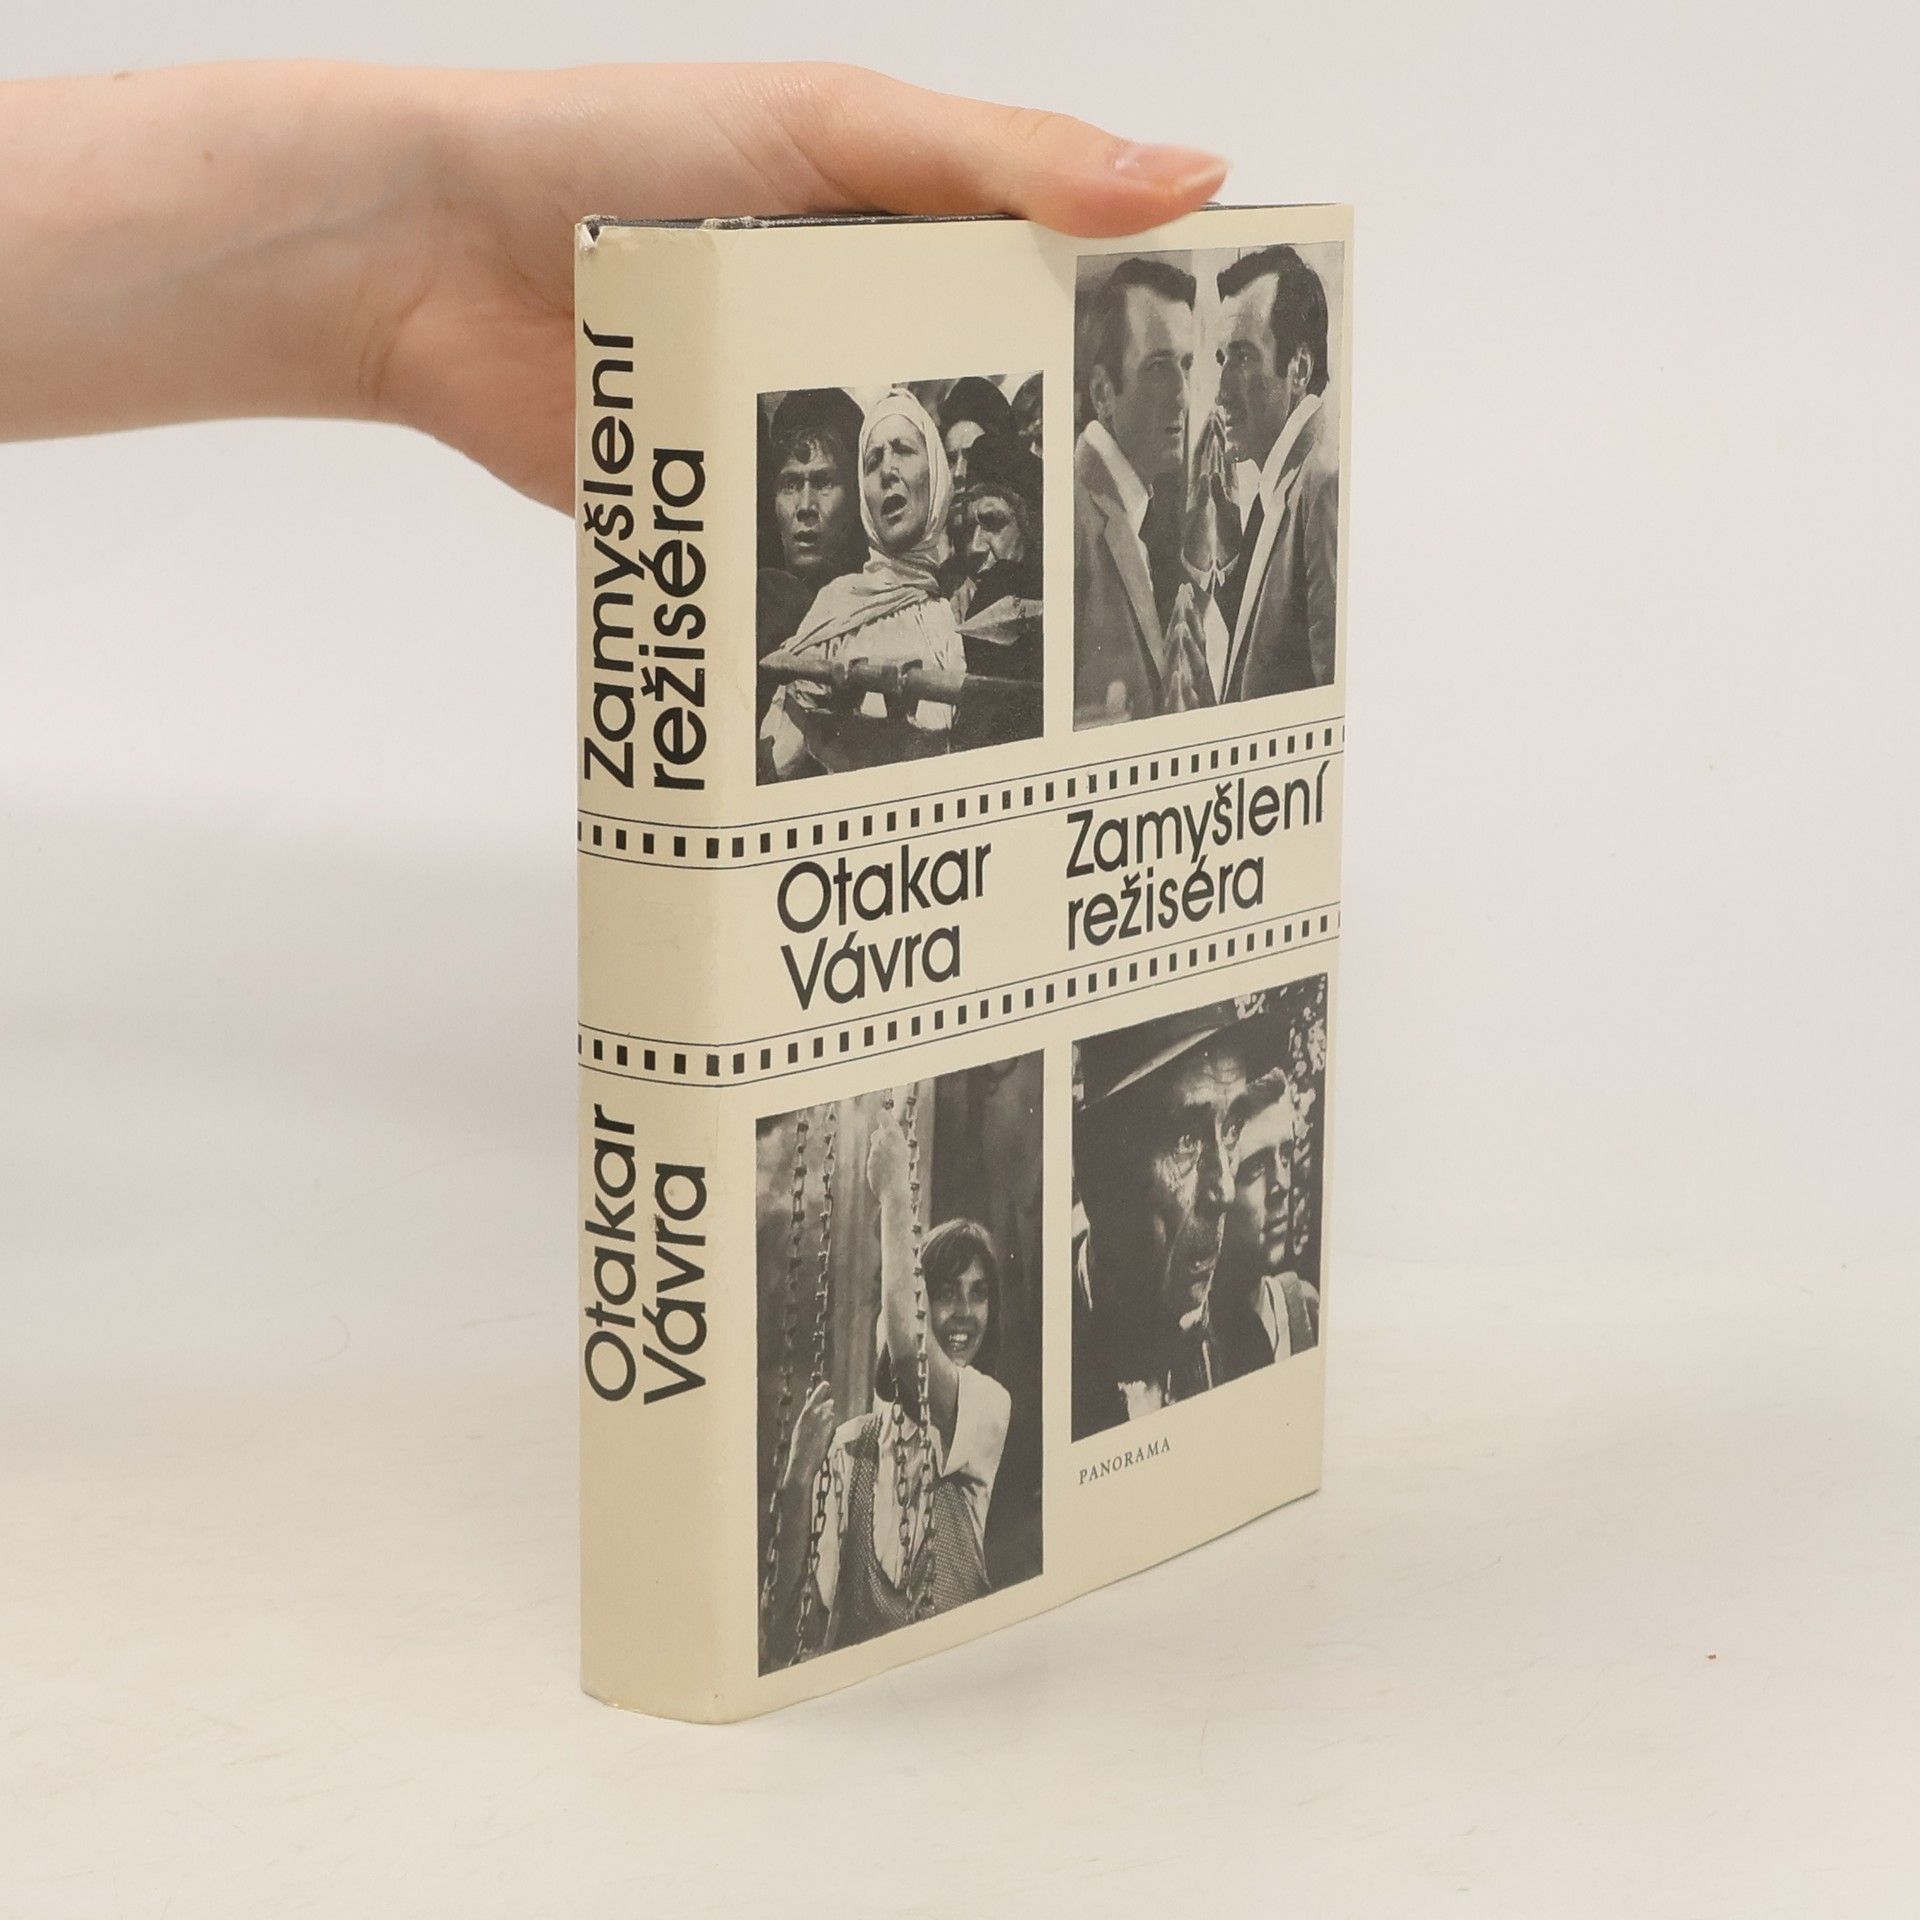 Zamyšlení
režiséra
Otakar
Vávra
Otakar
Vávra
Zamyšlení
režiséra
PANORAMA